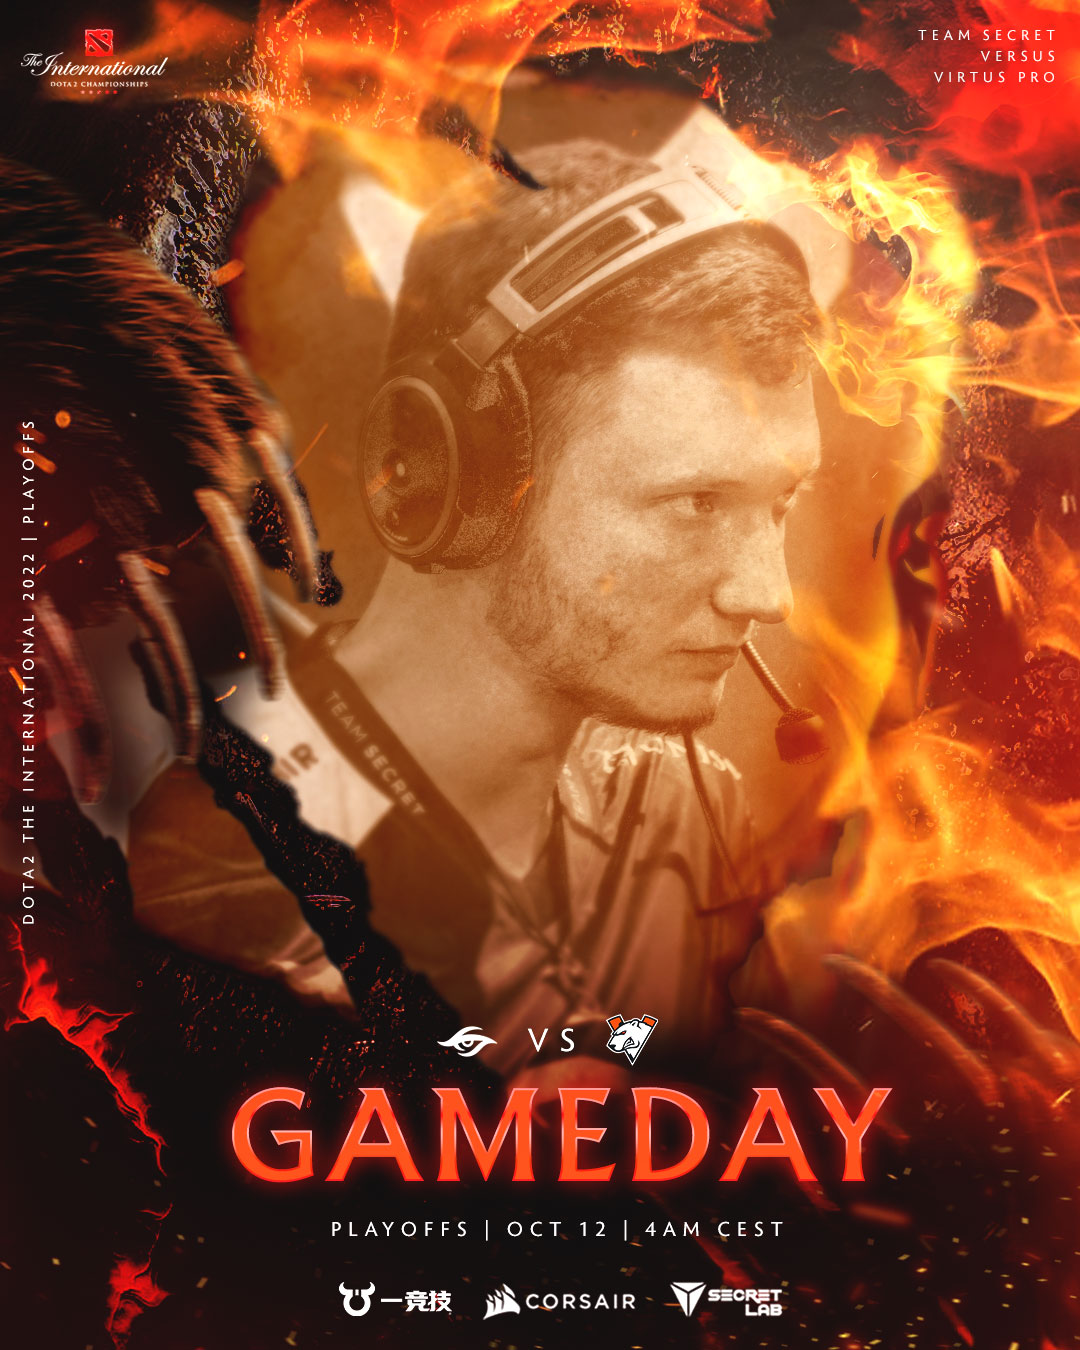 The International
DOTA 2 CHAMPIONSHIPS
TEAM SECRET
VERSUS
VIRTUS PRO
DOTA2 THE INTERNATIONAL 2022 | PLAYOFFS
TEAM SECRET
VS
GAMEDAY
PLAYOFFS | OCT 12 | 4AM CEST
一竞技
CORSAIR
SECRET
LAB